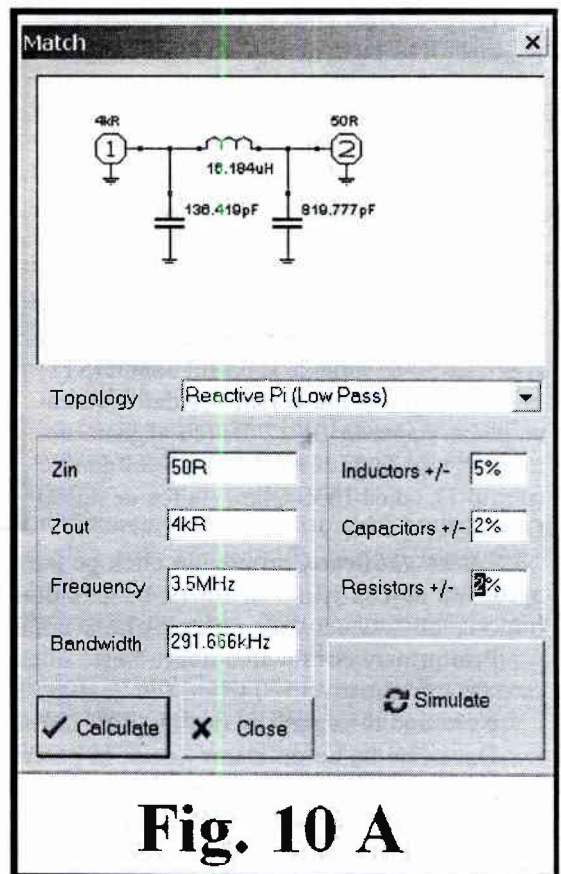 Match
4kR
50R
1
2
16.184uH
136.419pF
819.777pF
Topology
Reactive Pi (Low Pass)
Zin
50R
Inductors +/-
5%
Zout
4kR
Capacitors +/-
2%
Frequency
3.5MHz
Resistors +/-
2%
Bandwidth
291.666kHz
Simulate
Calculate
Close
Fig. 10 A